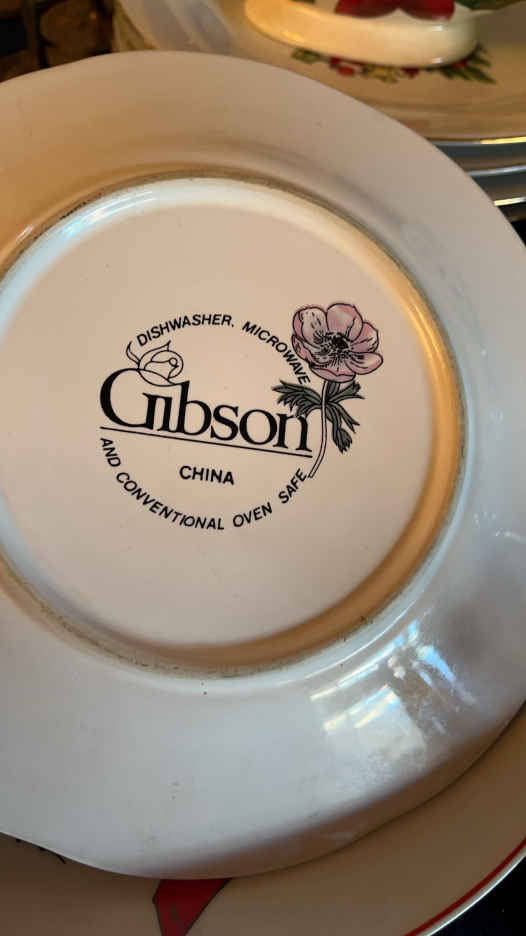 DISHWASHER. MICROWAVE
Gibson
CHINA
AND CONVENTIONAL OVEN SAFE